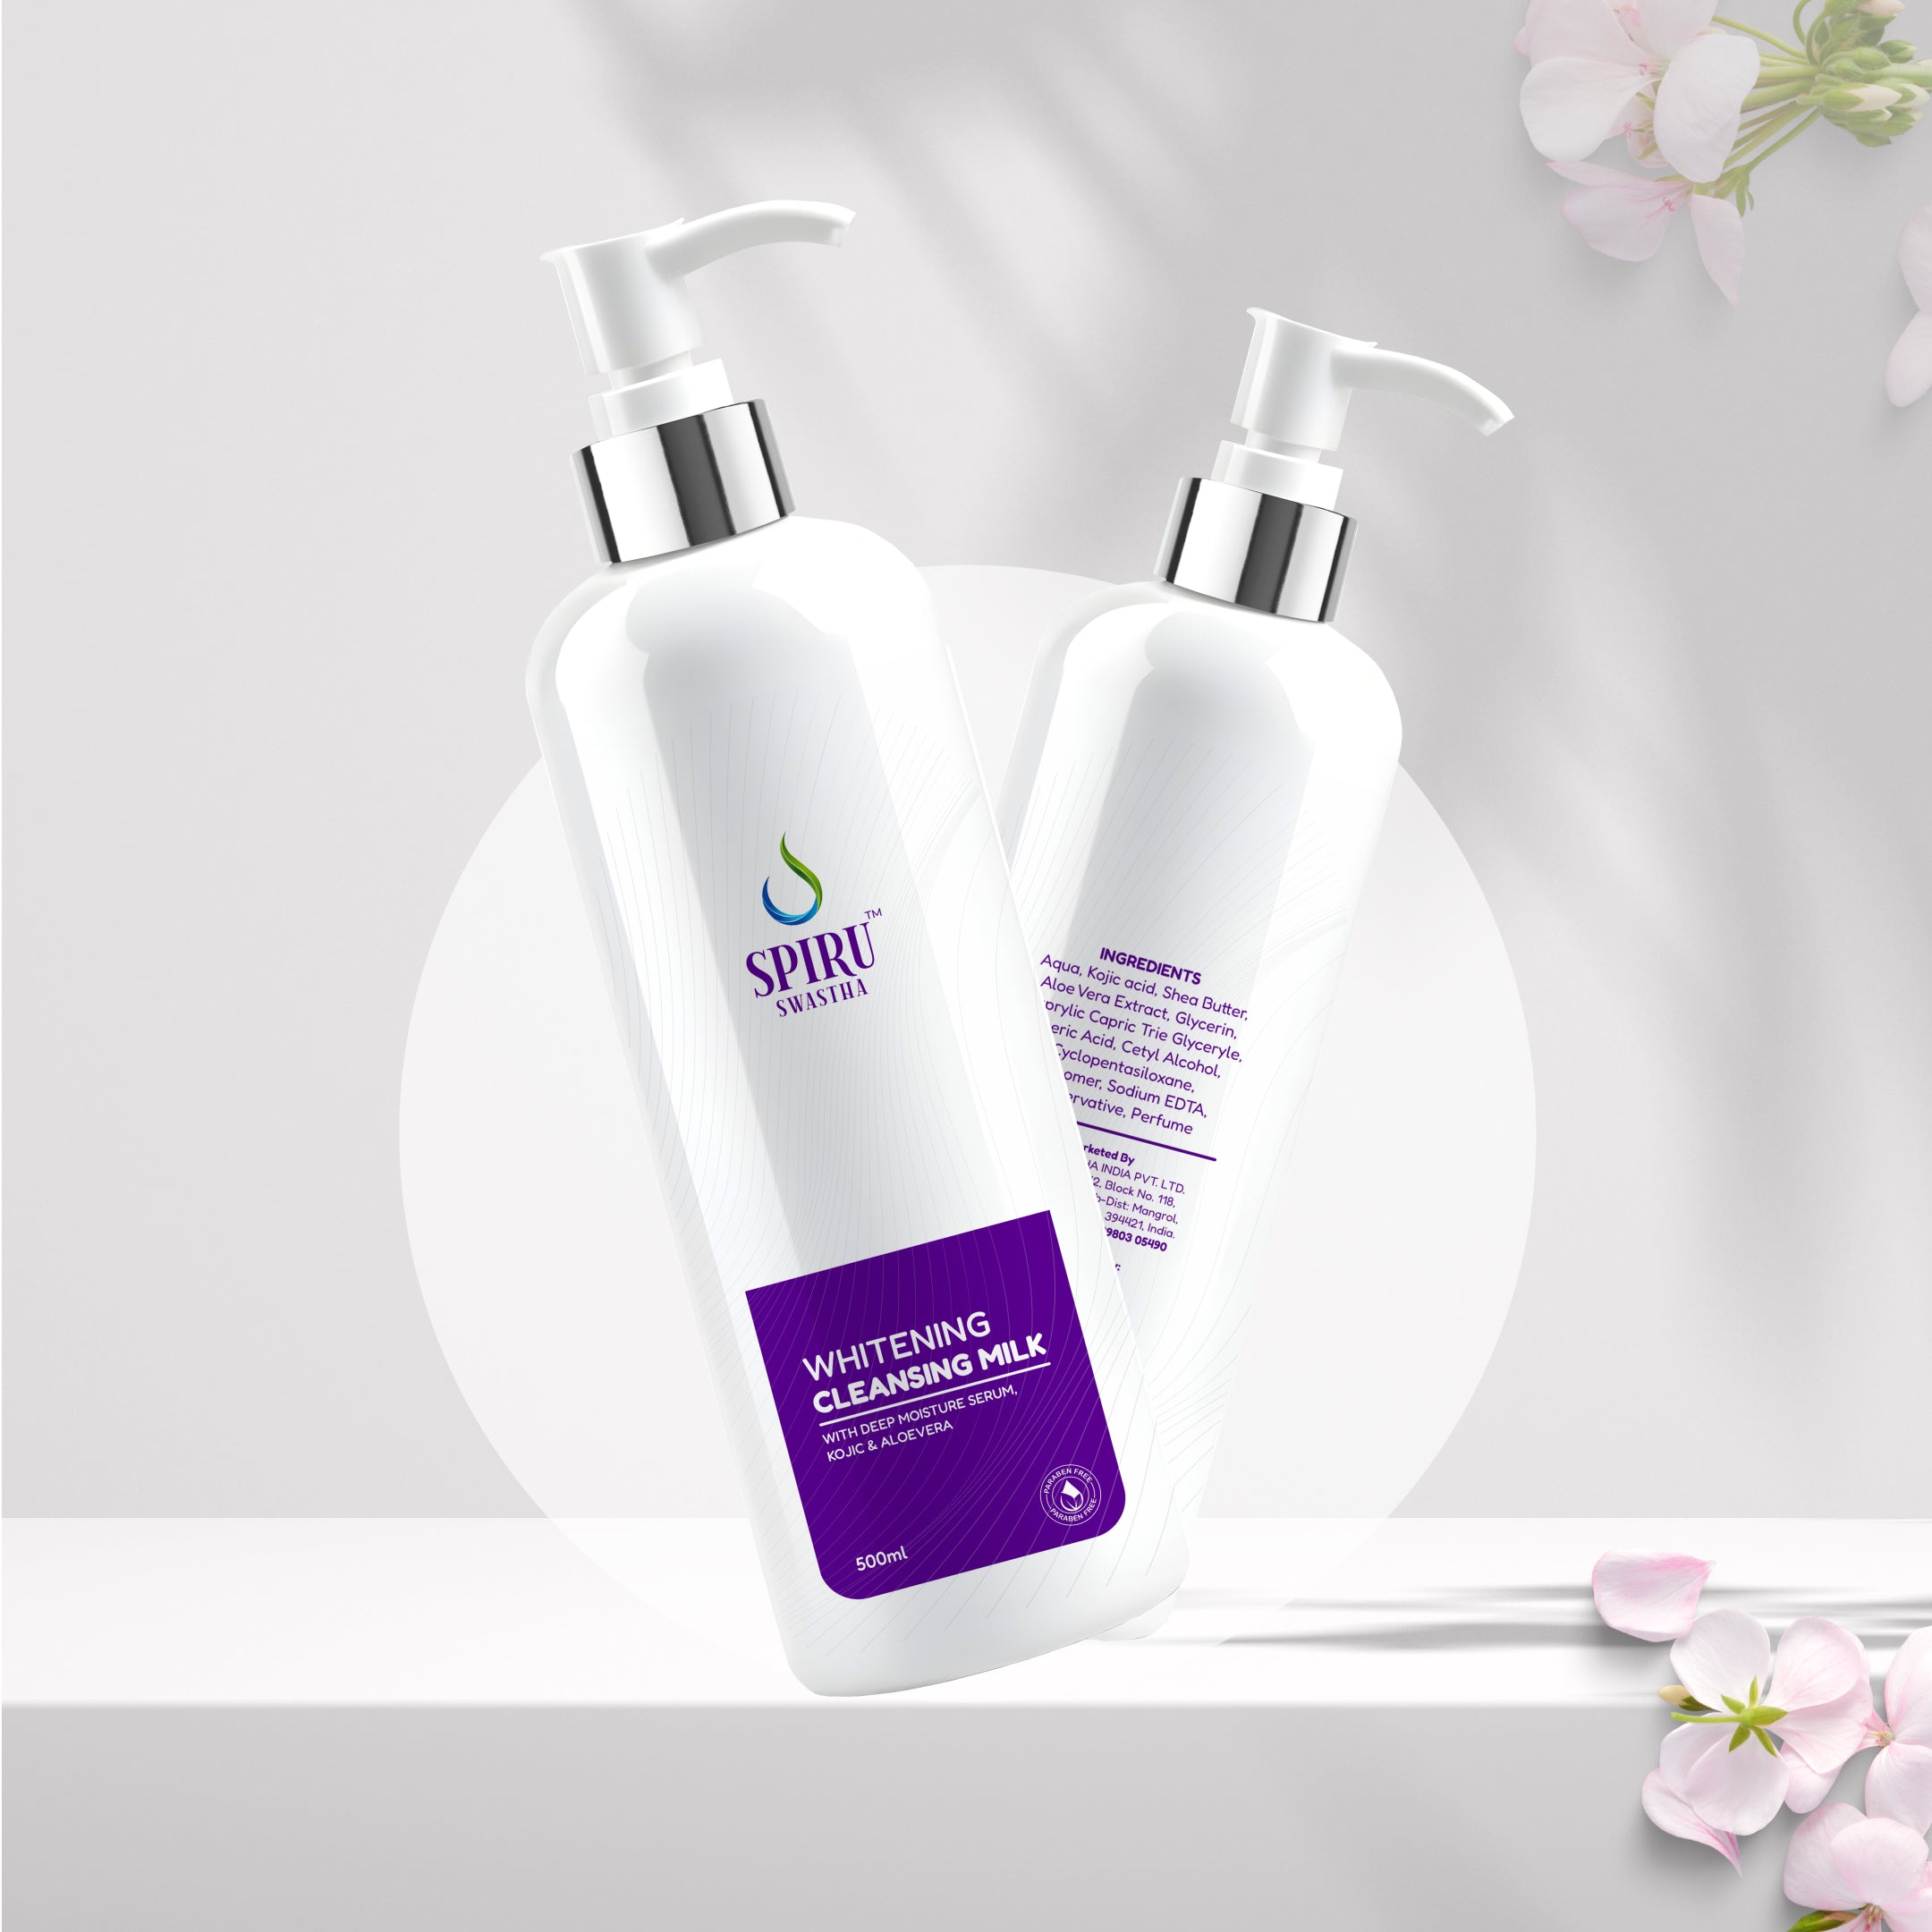 SPIRU™
SWASTHA
WHITENING
CLEANSING MILK
WITH DEEP MOISTURE SERUM,
KOJIC & ALOEVERA
PARABEN FREE
PARABEN FREE
500ml
INGREDIENTS
Aqua, Kojic acid, Shea Butter,
Aloe Vera Extract, Glycerin,
Capric Trie Glyceryle,
Acid, Cetyl Alcohol,
Cyclopentasiloxane,
Sodium EDTA,
Perfume
By
INDIA PVT. LTD.
Block No. 118,
Mangrol,
394421, India.
05490